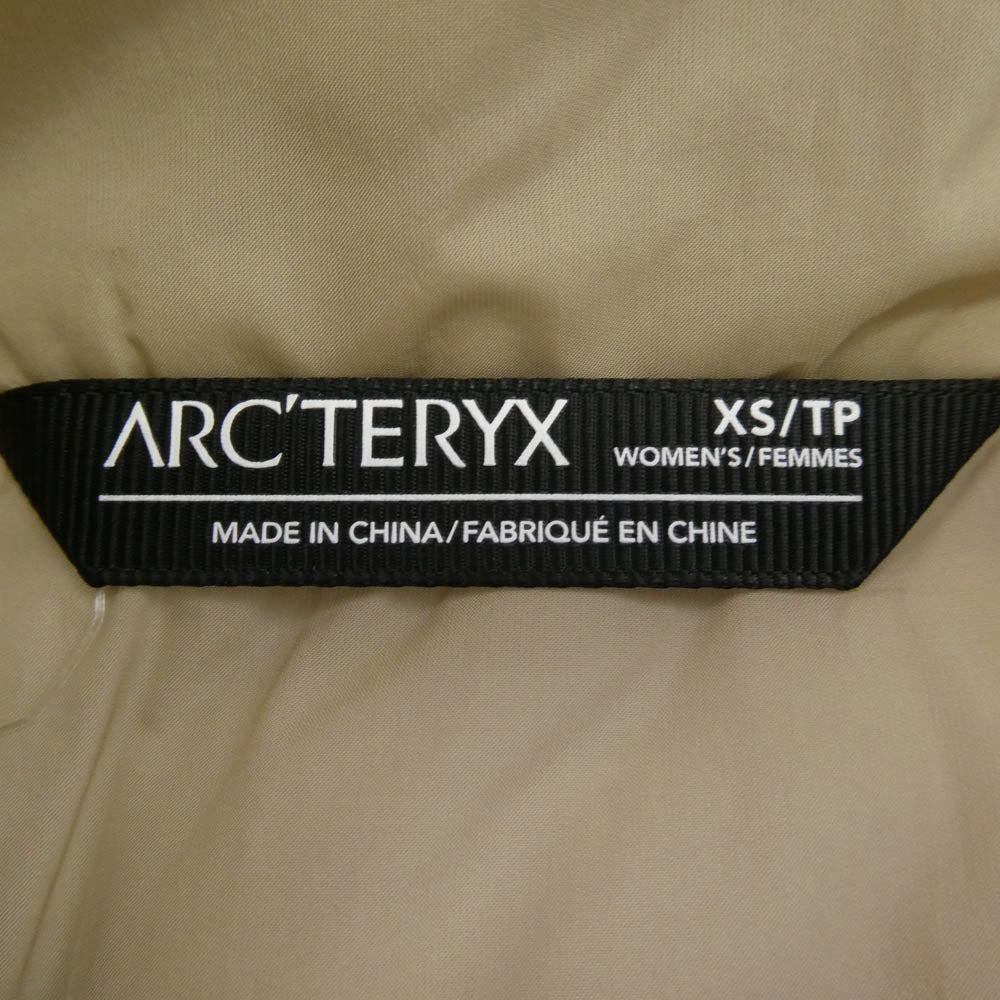 ARC'TERYX
XS/TP
WOMEN'S/FEMMES
MADE IN CHINA/FABRIQUÉ EN CHINE